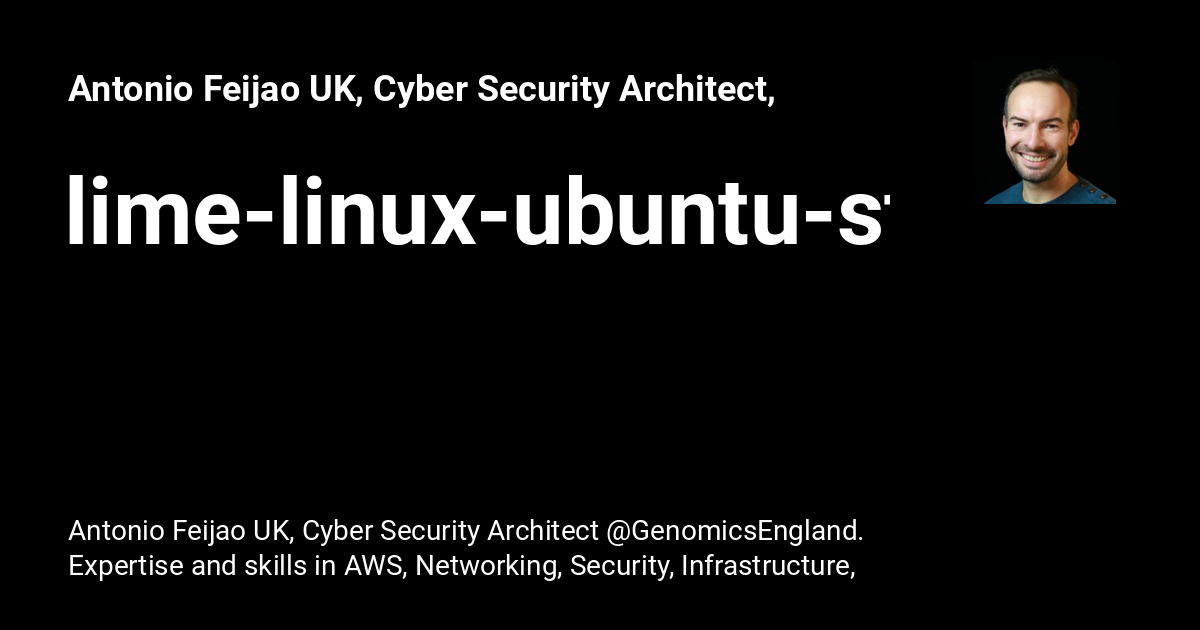 Antonio Feijao UK, Cyber Security Architect,
lime-linux-ubuntu-s
Antonio Feijao UK, Cyber Security Architect @GenomicsEngland.
Expertise and skills in AWS, Networking, Security, Infrastructure,